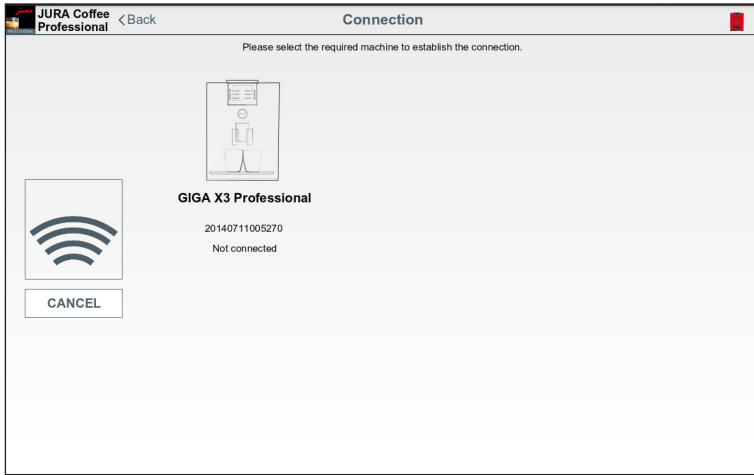 JURA Coffee
Professional
Back
Connection
Please select the required machine to establish the connection.
GIGA X3 Professional
20140711005270
Not connected
CANCEL